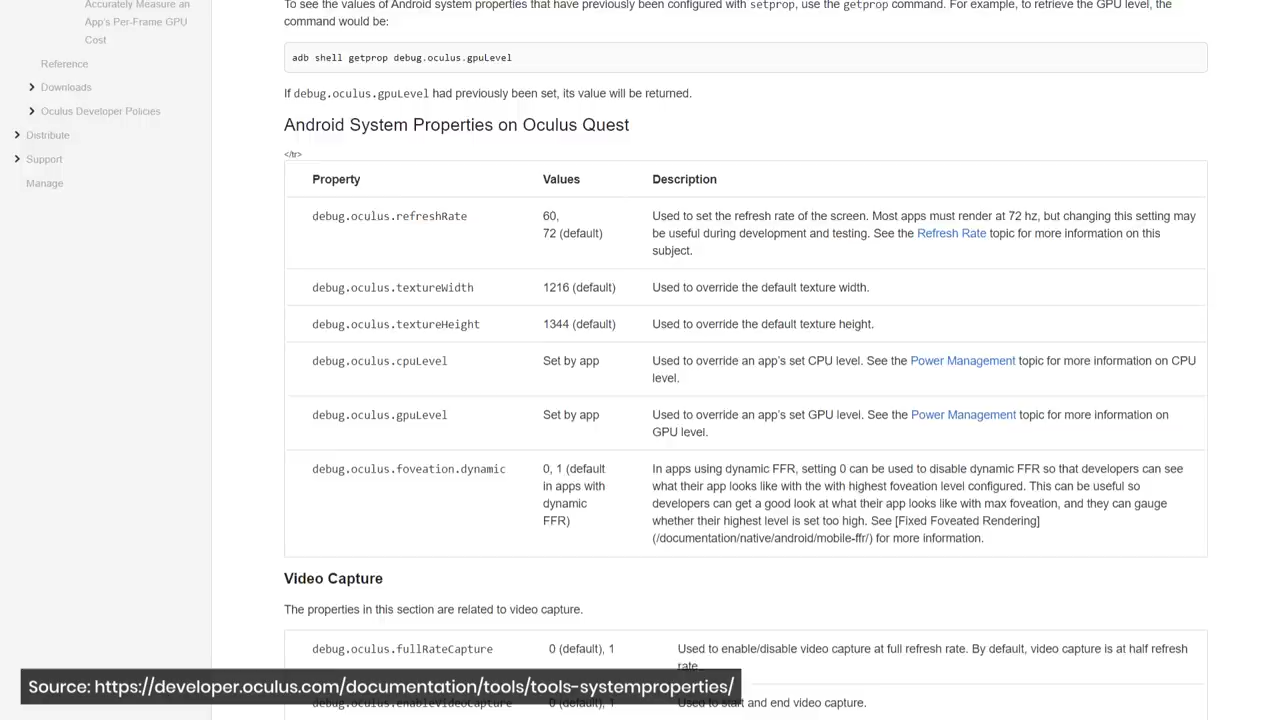 Accurately Measure an
App's Per-Frame GPU
Cost
Reference
Downloads
Oculus Developer Policies
Distribute
Support
Manage
To see the values of Android system properties that have previously been configured with setprop, use the getprop command. For example, to retrieve the GPU level, the
command would be:
adb shell getprop debug.oculus.gpuLevel
If debug.oculus.gpuLevel had previously been set, its value will be returned.
Android System Properties on Oculus Quest
</tr>
Property Values Description
debug.oculus.refreshRate 60, Used to set the refresh rate of the screen. Most apps must render at 72 hz, but changing this setting may
72 (default) be useful during development and testing. See the Refresh Rate topic for more information on this
subject.
debug.oculus.textureWidth 1216 (default) Used to override the default texture width.
debug.oculus.textureHeight 1344 (default) Used to override the default texture height.
debug.oculus.cpuLevel Set by app Used to override an app's set CPU level. See the Power Management topic for more information on CPU
level.
debug.oculus.gpuLevel Set by app Used to override an app's set GPU level. See the Power Management topic for more information on
GPU level.
debug.oculus.foveation.dynamic 0, 1 (default In apps using dynamic FFR, setting 0 can be used to disable dynamic FFR so that developers can see
in apps with what their app looks like with the with highest foveation level configured. This can be useful so
dynamic developers can get a good look at what their app looks like with max foveation, and they can gauge
FFR) whether their highest level is set too high. See [Fixed Foveated Rendering]
(/documentation/native/android/mobile-ffr/) for more information.
Video Capture
The properties in this section are related to video capture.
debug.oculus.fullRateCapture 0 (default), 1 Used to enable/disable video capture at full refresh rate. By default, video capture is at half refresh
rate.
Source: https://developer.oculus.com/documentation/tools/tools-systemproperties/
debug.oculus.enableVideoCapture 0 (default), 1 Used to start and end video capture.